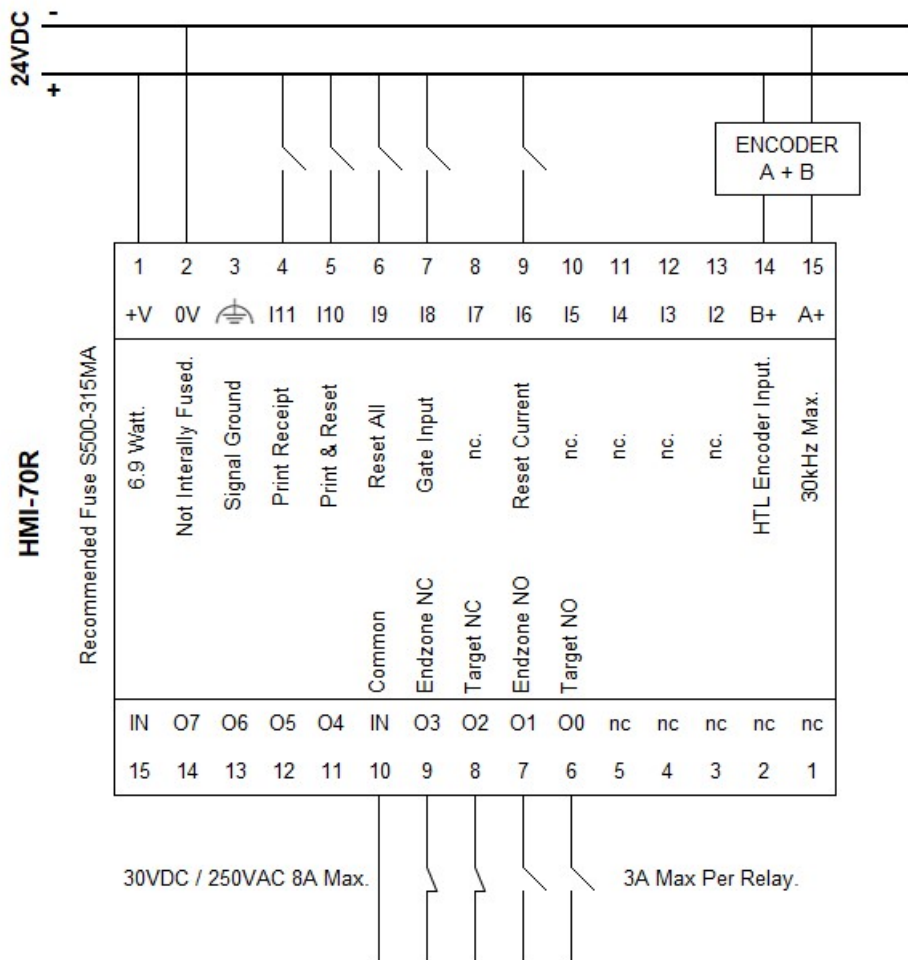 -
24VDC
+
ENCODER
A + B
1 2 3 4 5 6 7 8 9 10 11 12 13 14 15
+V 0V I11 I10 I9 I8 I7 I6 I5 I4 I3 I2 B+ A+
HMI-70R
Recommended Fuse S500-315MA
6.9 Watt.
Not Interally Fused.
Signal Ground
Print Receipt
Print & Reset
Reset All
Gate Input
nc.
Reset Current
nc.
nc.
nc.
nc.
HTL Encoder Input.
30kHz Max.
Common
Endzone NC
Target NC
Endzone NO
Target NO
IN O7 O6 O5 O4 IN O3 O2 O1 O0 nc nc nc nc nc
15 14 13 12 11 10 9 8 7 6 5 4 3 2 1
30VDC / 250VAC 8A Max.
3A Max Per Relay.